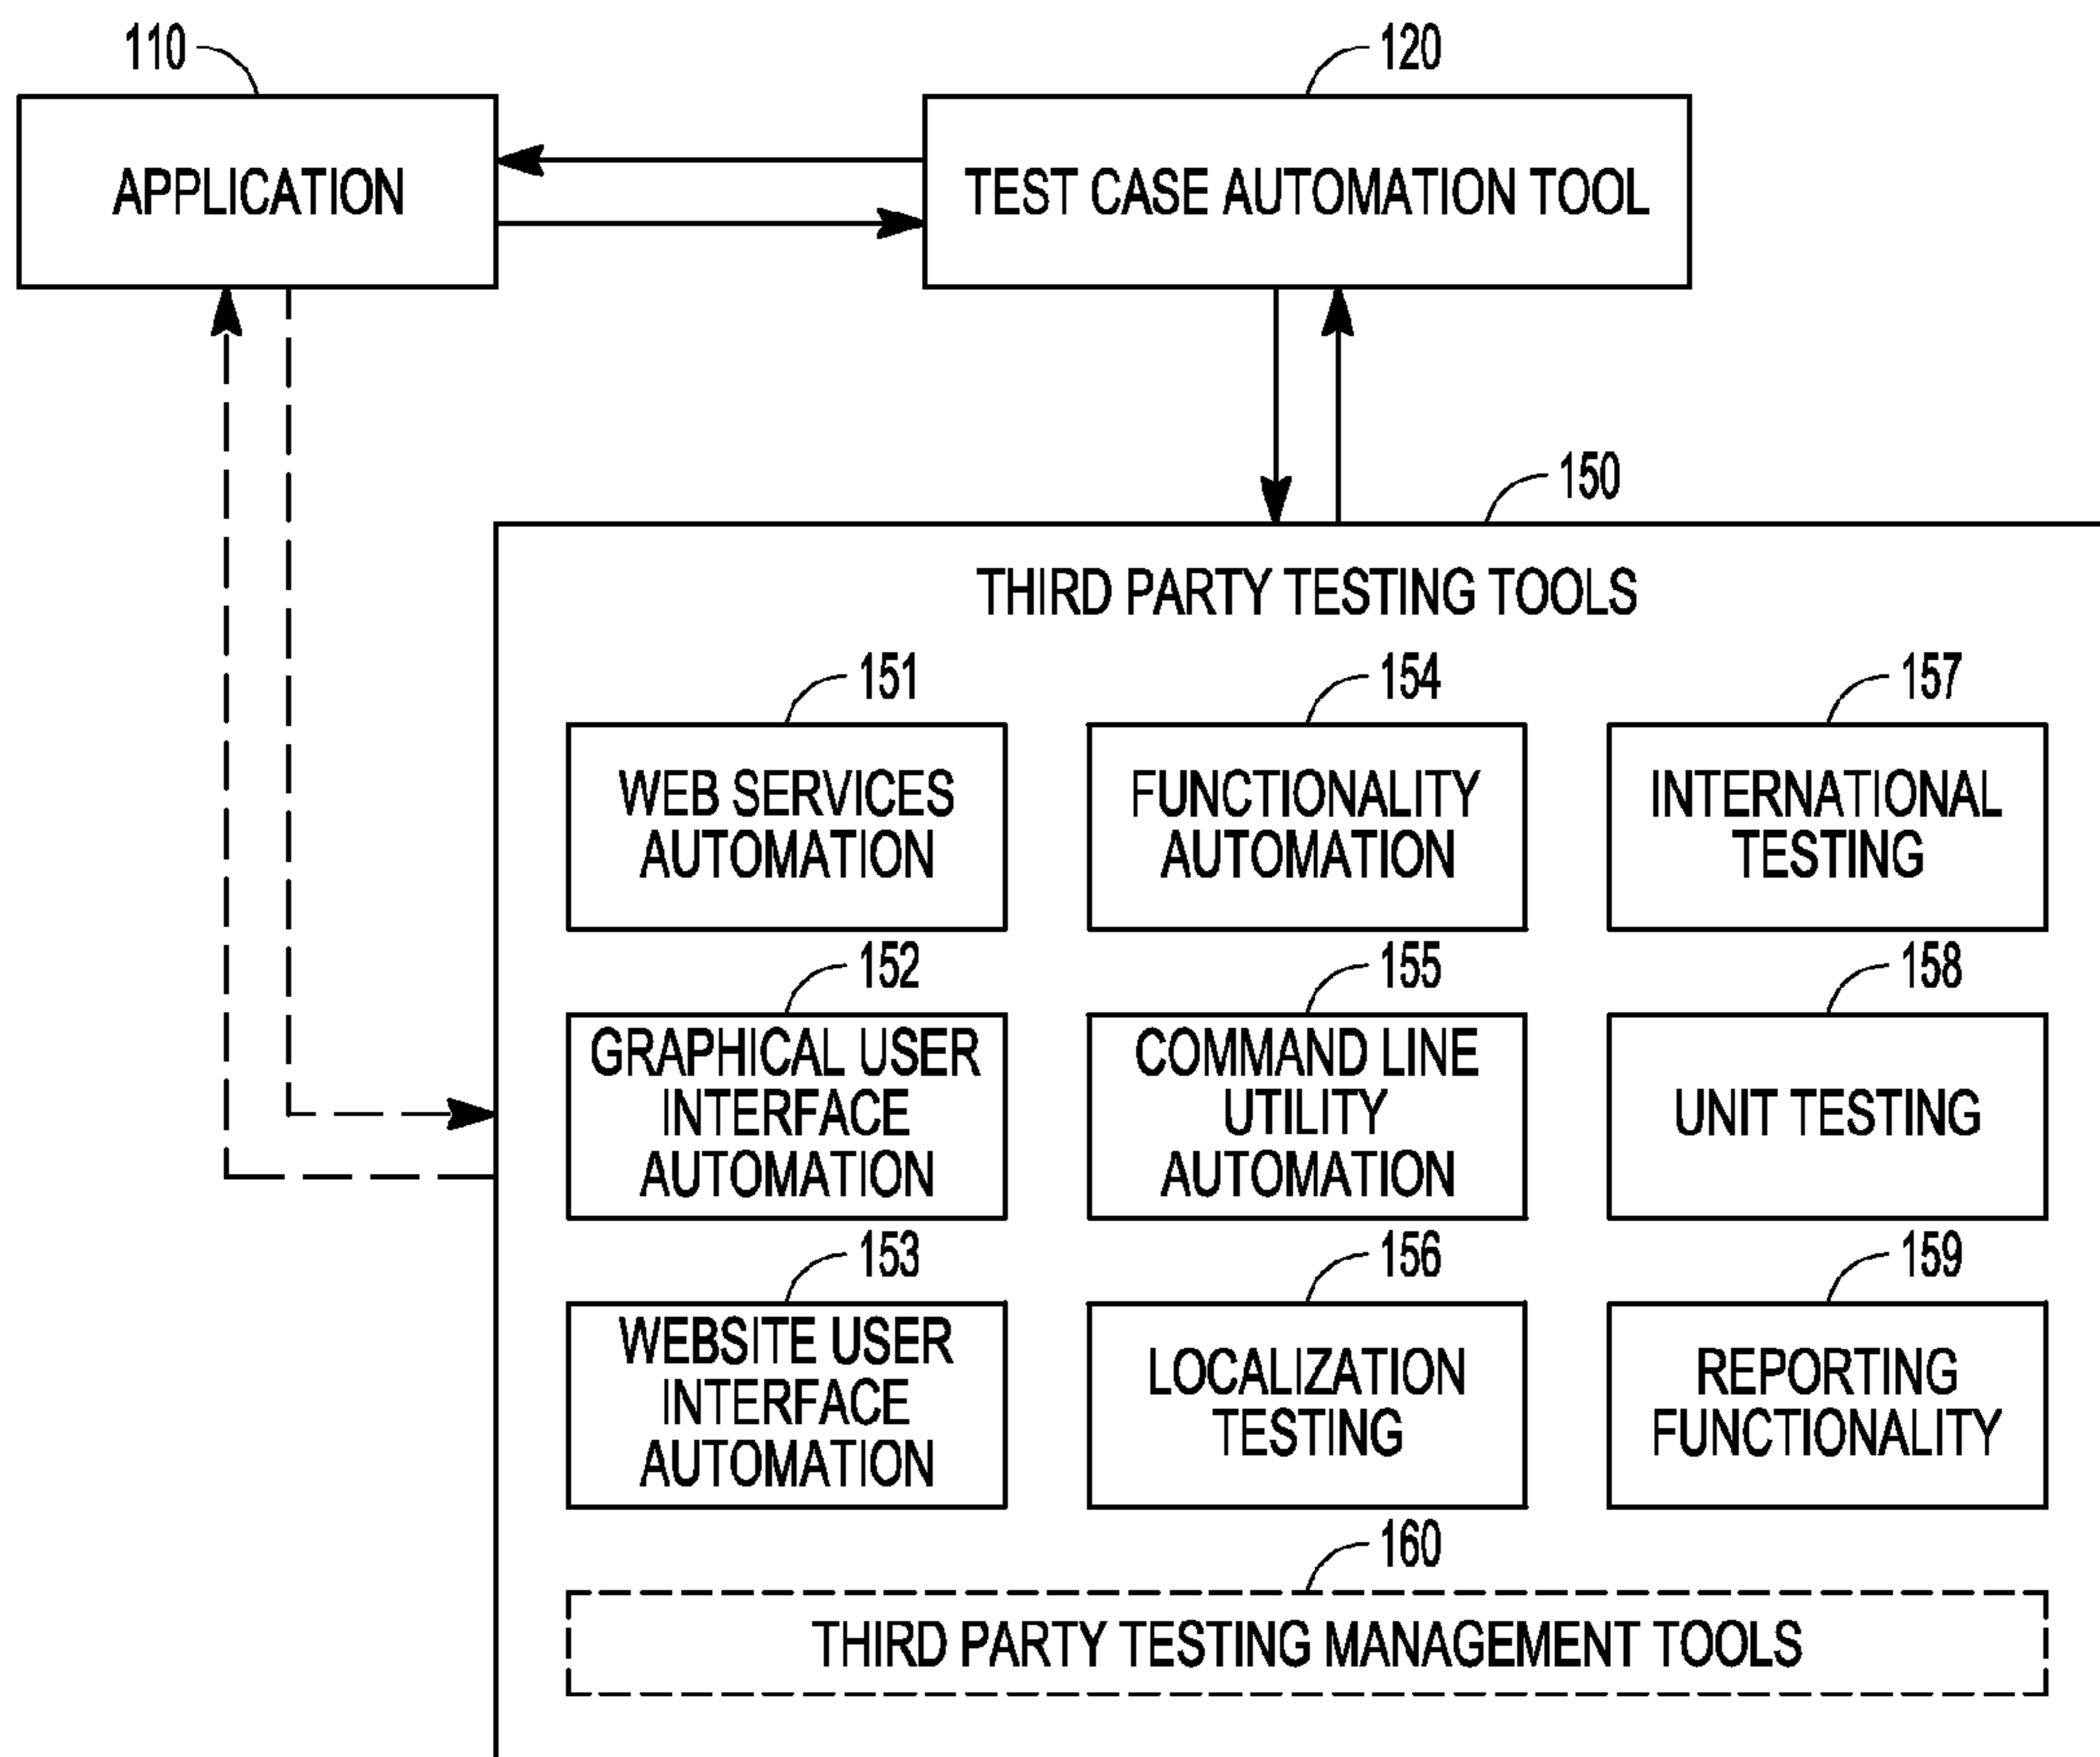 110
120
APPLICATION
TEST CASE AUTOMATION TOOL
150
THIRD PARTY TESTING TOOLS
151
154
157
WEB SERVICES
AUTOMATION
FUNCTIONALITY
AUTOMATION
INTERNATIONAL
TESTING
152
155
158
GRAPHICAL USER
INTERFACE
AUTOMATION
COMMAND LINE
UTILITY
AUTOMATION
UNIT TESTING
153
156
159
WEBSITE USER
INTERFACE
AUTOMATION
LOCALIZATION
TESTING
REPORTING
FUNCTIONALITY
160
THIRD PARTY TESTING MANAGEMENT TOOLS